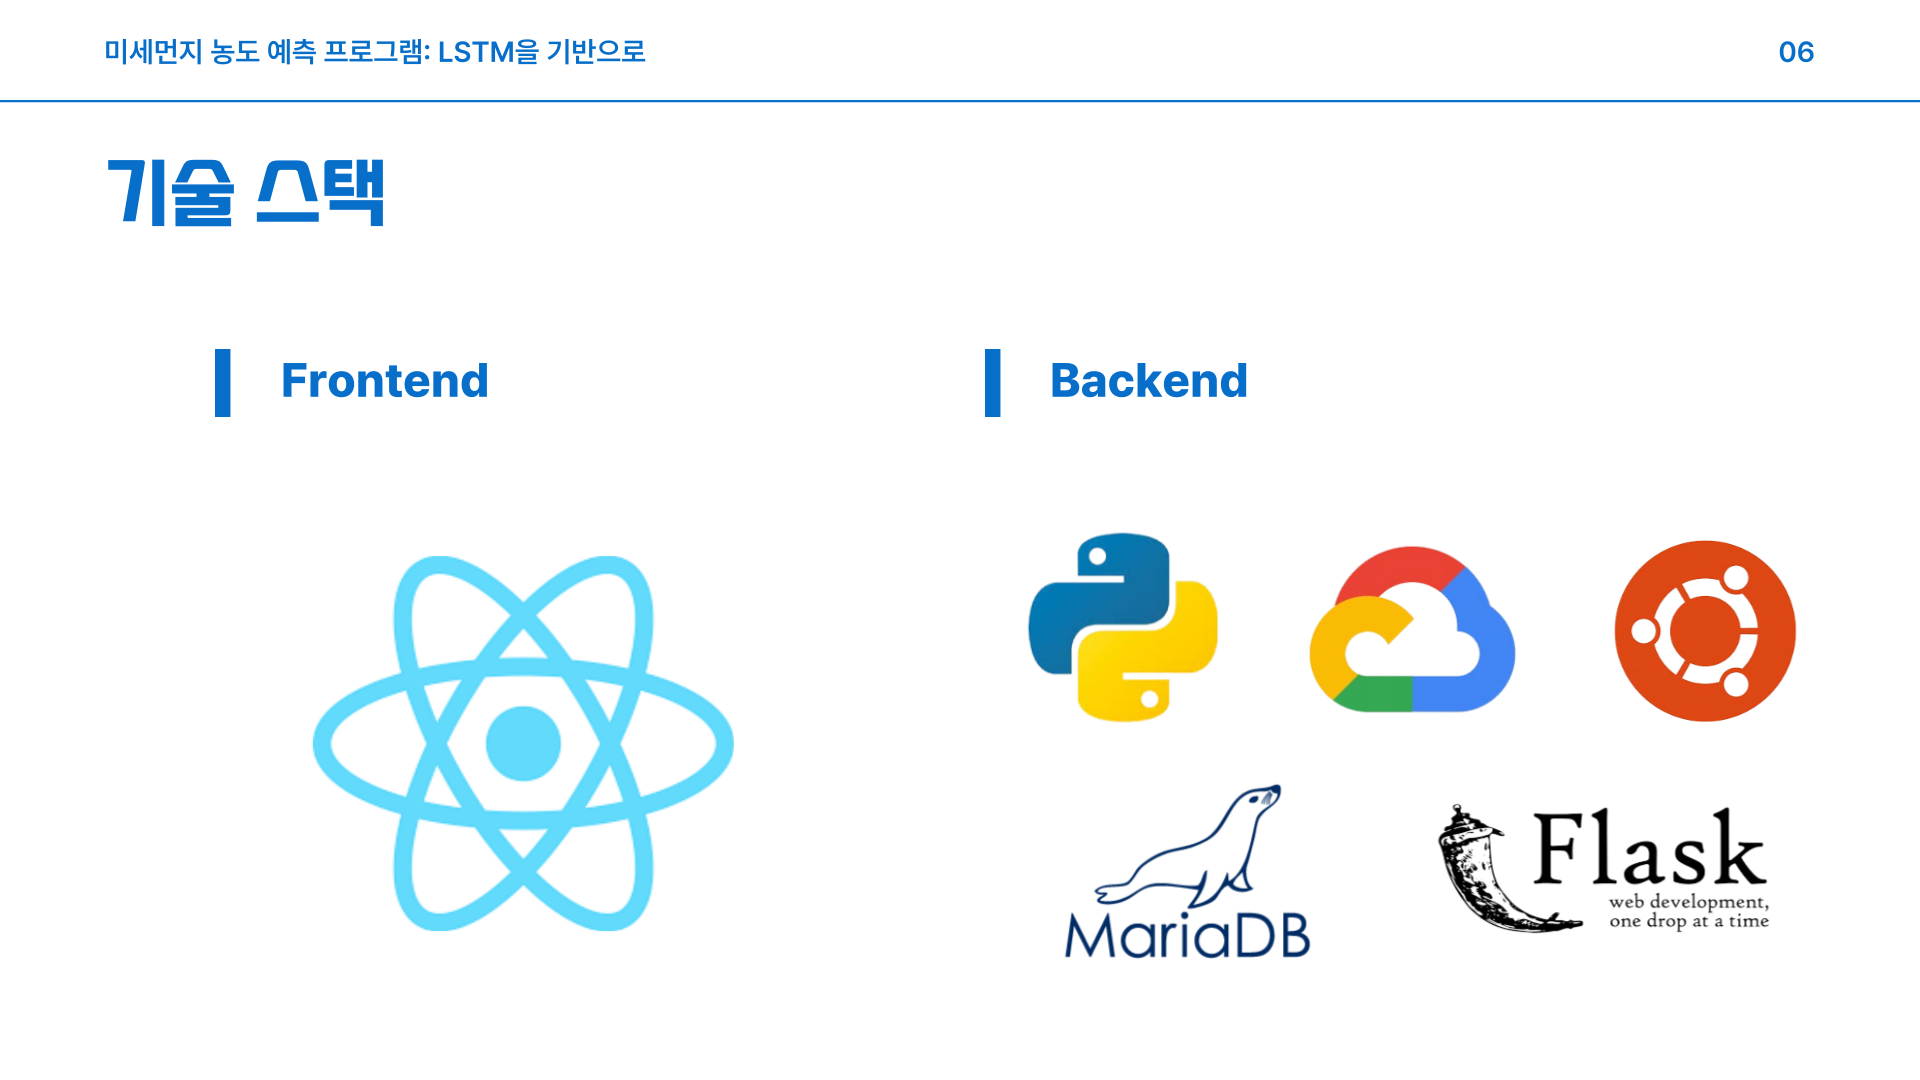 미세먼지 농도 예측 프로그램: LSTM을 기반으로
06
기술 스택
Frontend
Backend
MariaDB
Flask
web development,
one drop at a time